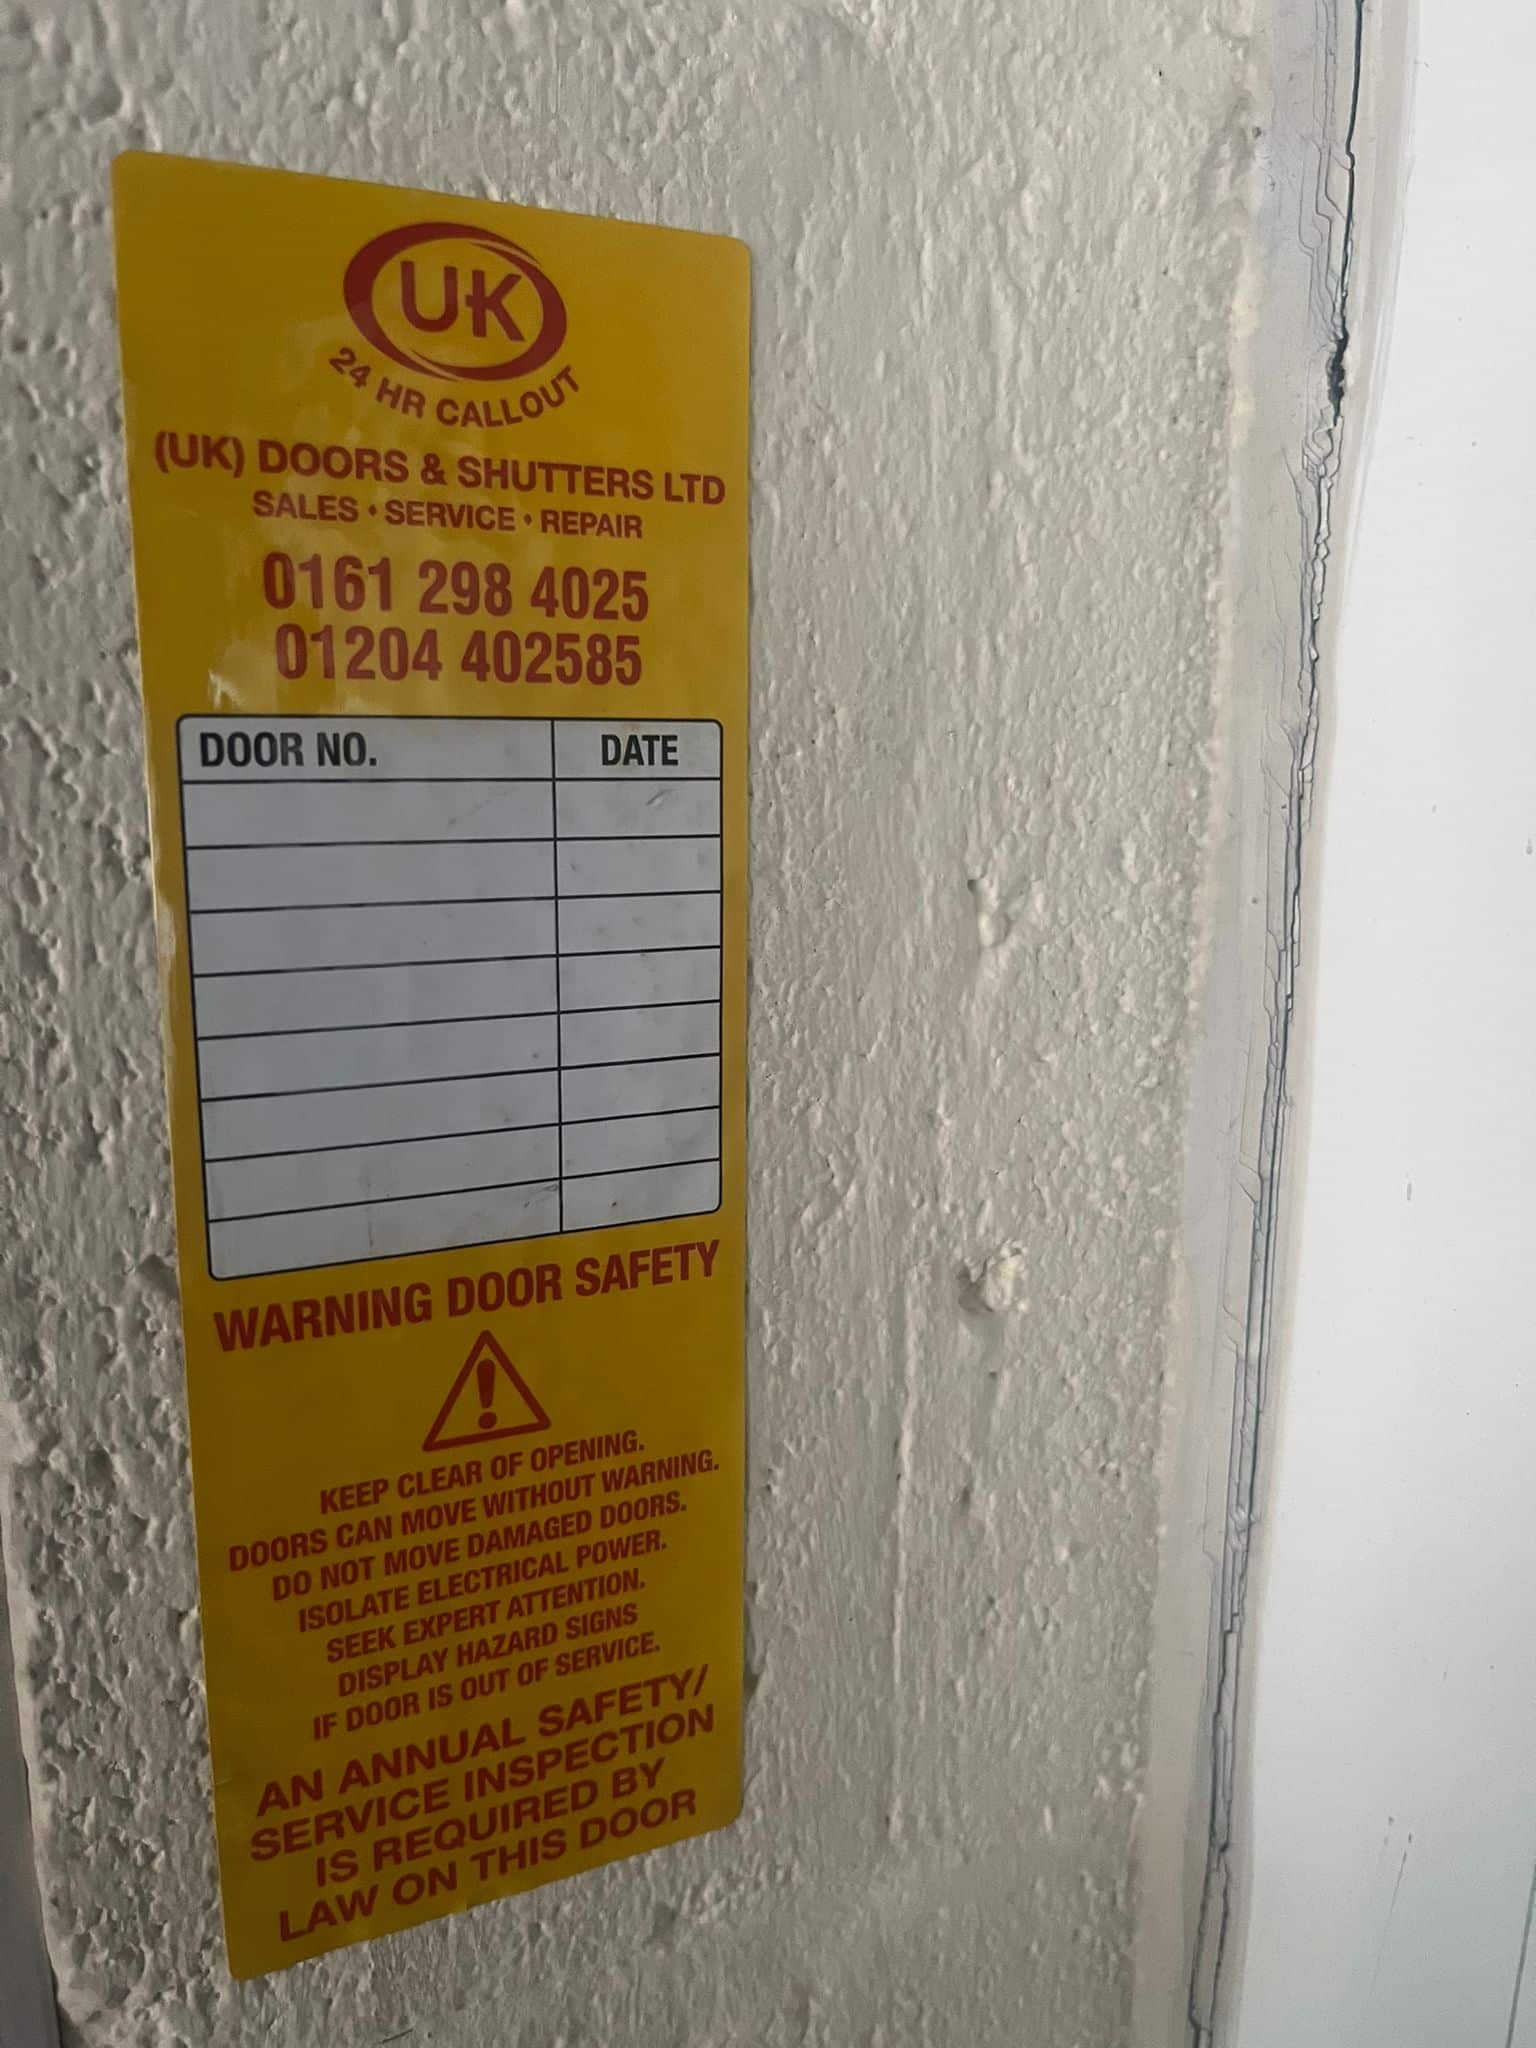 UK
24 HR CALLOUT
(UK) DOORS & SHUTTERS LTD
SALES • SERVICE • REPAIR
0161 298 4025
01204 402585
DOOR NO. DATE
WARNING DOOR SAFETY
!
KEEP CLEAR OF OPENING.
DOORS CAN MOVE WITHOUT WARNING.
DO NOT MOVE DAMAGED DOORS.
ISOLATE ELECTRICAL POWER.
SEEK EXPERT ATTENTION.
DISPLAY HAZARD SIGNS
IF DOOR IS OUT OF SERVICE.
AN ANNUAL SAFETY/
SERVICE INSPECTION
IS REQUIRED BY
LAW ON THIS DOOR